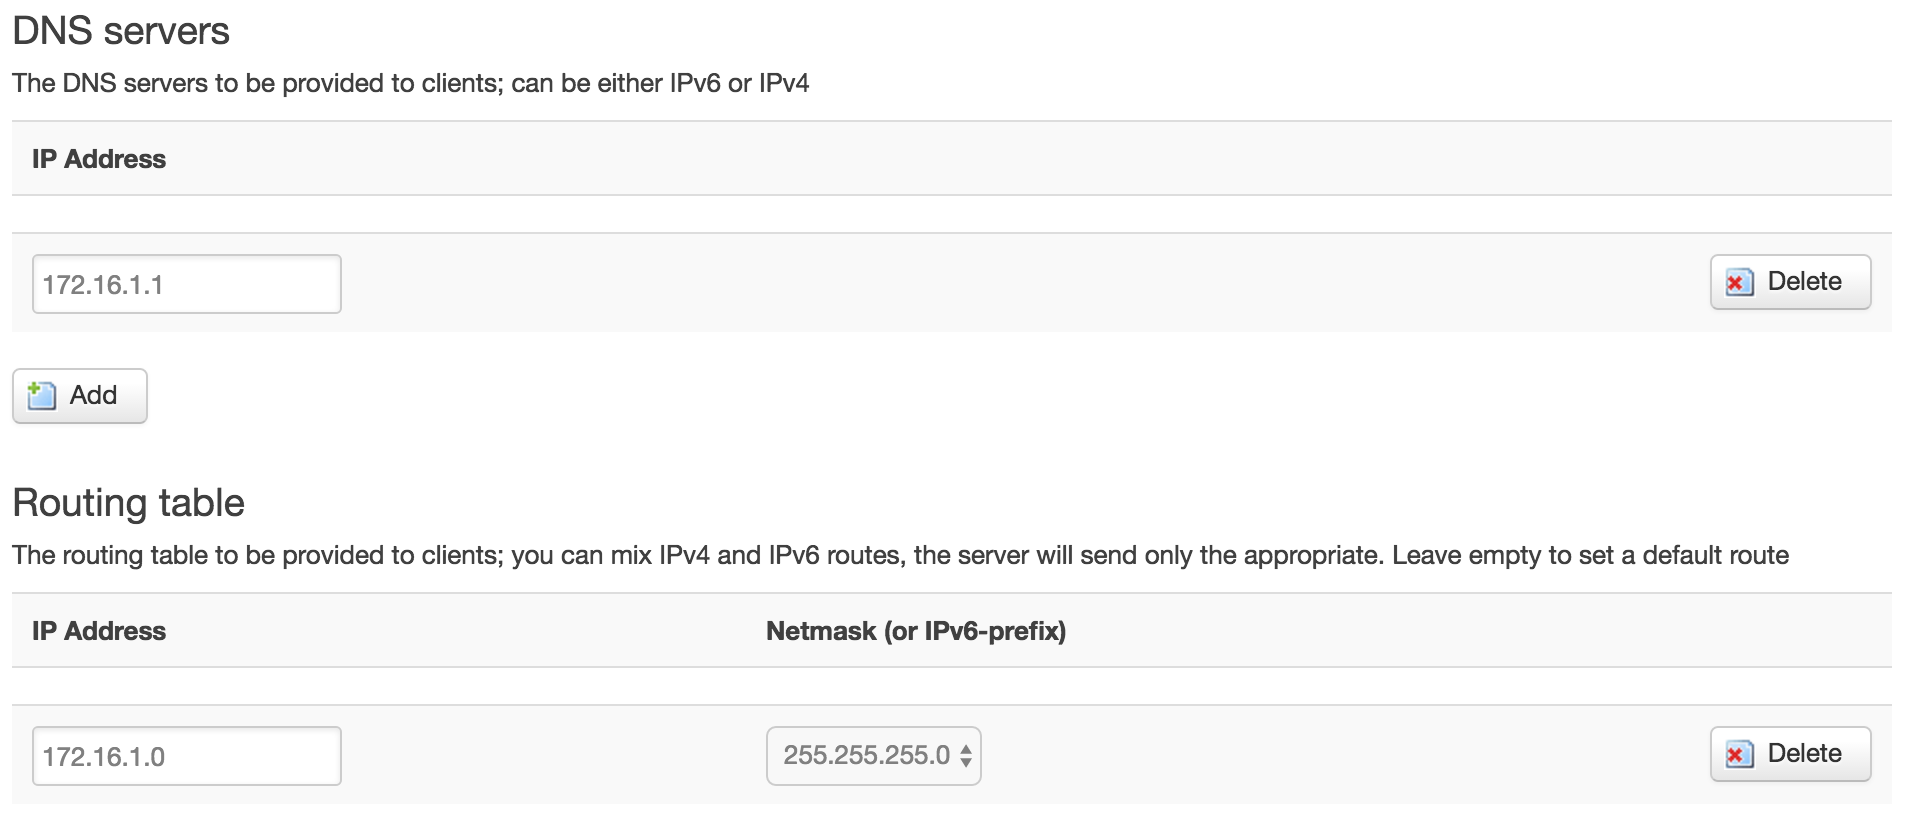 DNS servers
The DNS servers to be provided to clients; can be either IPv6 or IPv4
IP Address
172.16.1.1
Delete
Add
Routing table
The routing table to be provided to clients; you can mix IPv4 and IPv6 routes, the server will send only the appropriate. Leave empty to set a default route
IP Address Netmask (or IPv6-prefix)
172.16.1.0 255.255.255.0 Delete